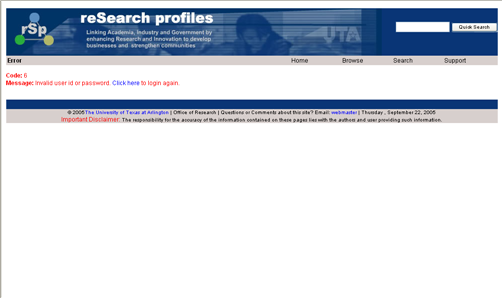 rSp
reSearch profiles
Linking Academia, Industry and Government by
enhancing Research and Innovation to develop
businesses and strengthen communities
UTA
Quick Search
Error
Home Browse Search Support
Code: 6
Message: Invalid user id or password. Click here to login again.
© 2005 The University of Texas at Arlington | Office of Research | Questions or Comments about this site? Email: webmaster | Thursday , September 22, 2005
Important Disclaimer: The responsibility for the accuracy of the information contained on these pages lies with the authors and user providing such information.